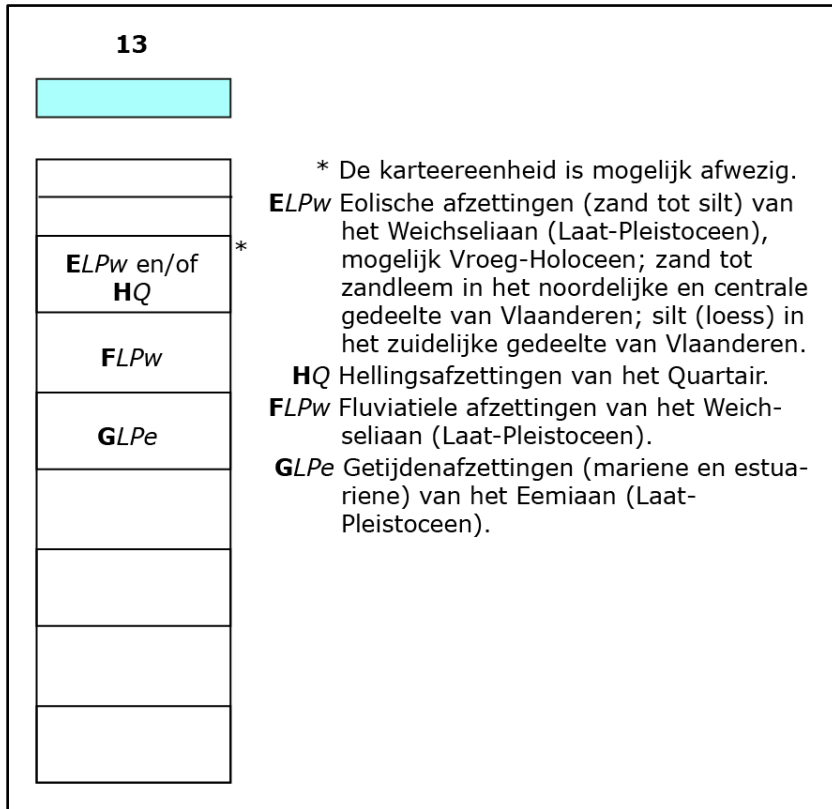 13
*
ELPw en/of
HQ
FLPw
GLPe
* De karteereenheid is mogelijk afwezig.
ELPw Eolische afzettingen (zand tot silt) van
het Weichseliaan (Laat-Pleistoceen),
mogelijk Vroeg-Holoceen; zand tot
zandleem in het noordelijke en centrale
gedeelte van Vlaanderen; silt (loess) in
het zuidelijke gedeelte van Vlaanderen.
HQ Hellingsafzettingen van het Quartair.
FLPw Fluviatiele afzettingen van het Weich-
seliaan (Laat-Pleistoceen).
GLPe Getijdenafzettingen (mariene en estua-
riene) van het Eemiaan (Laat-
Pleistoceen).